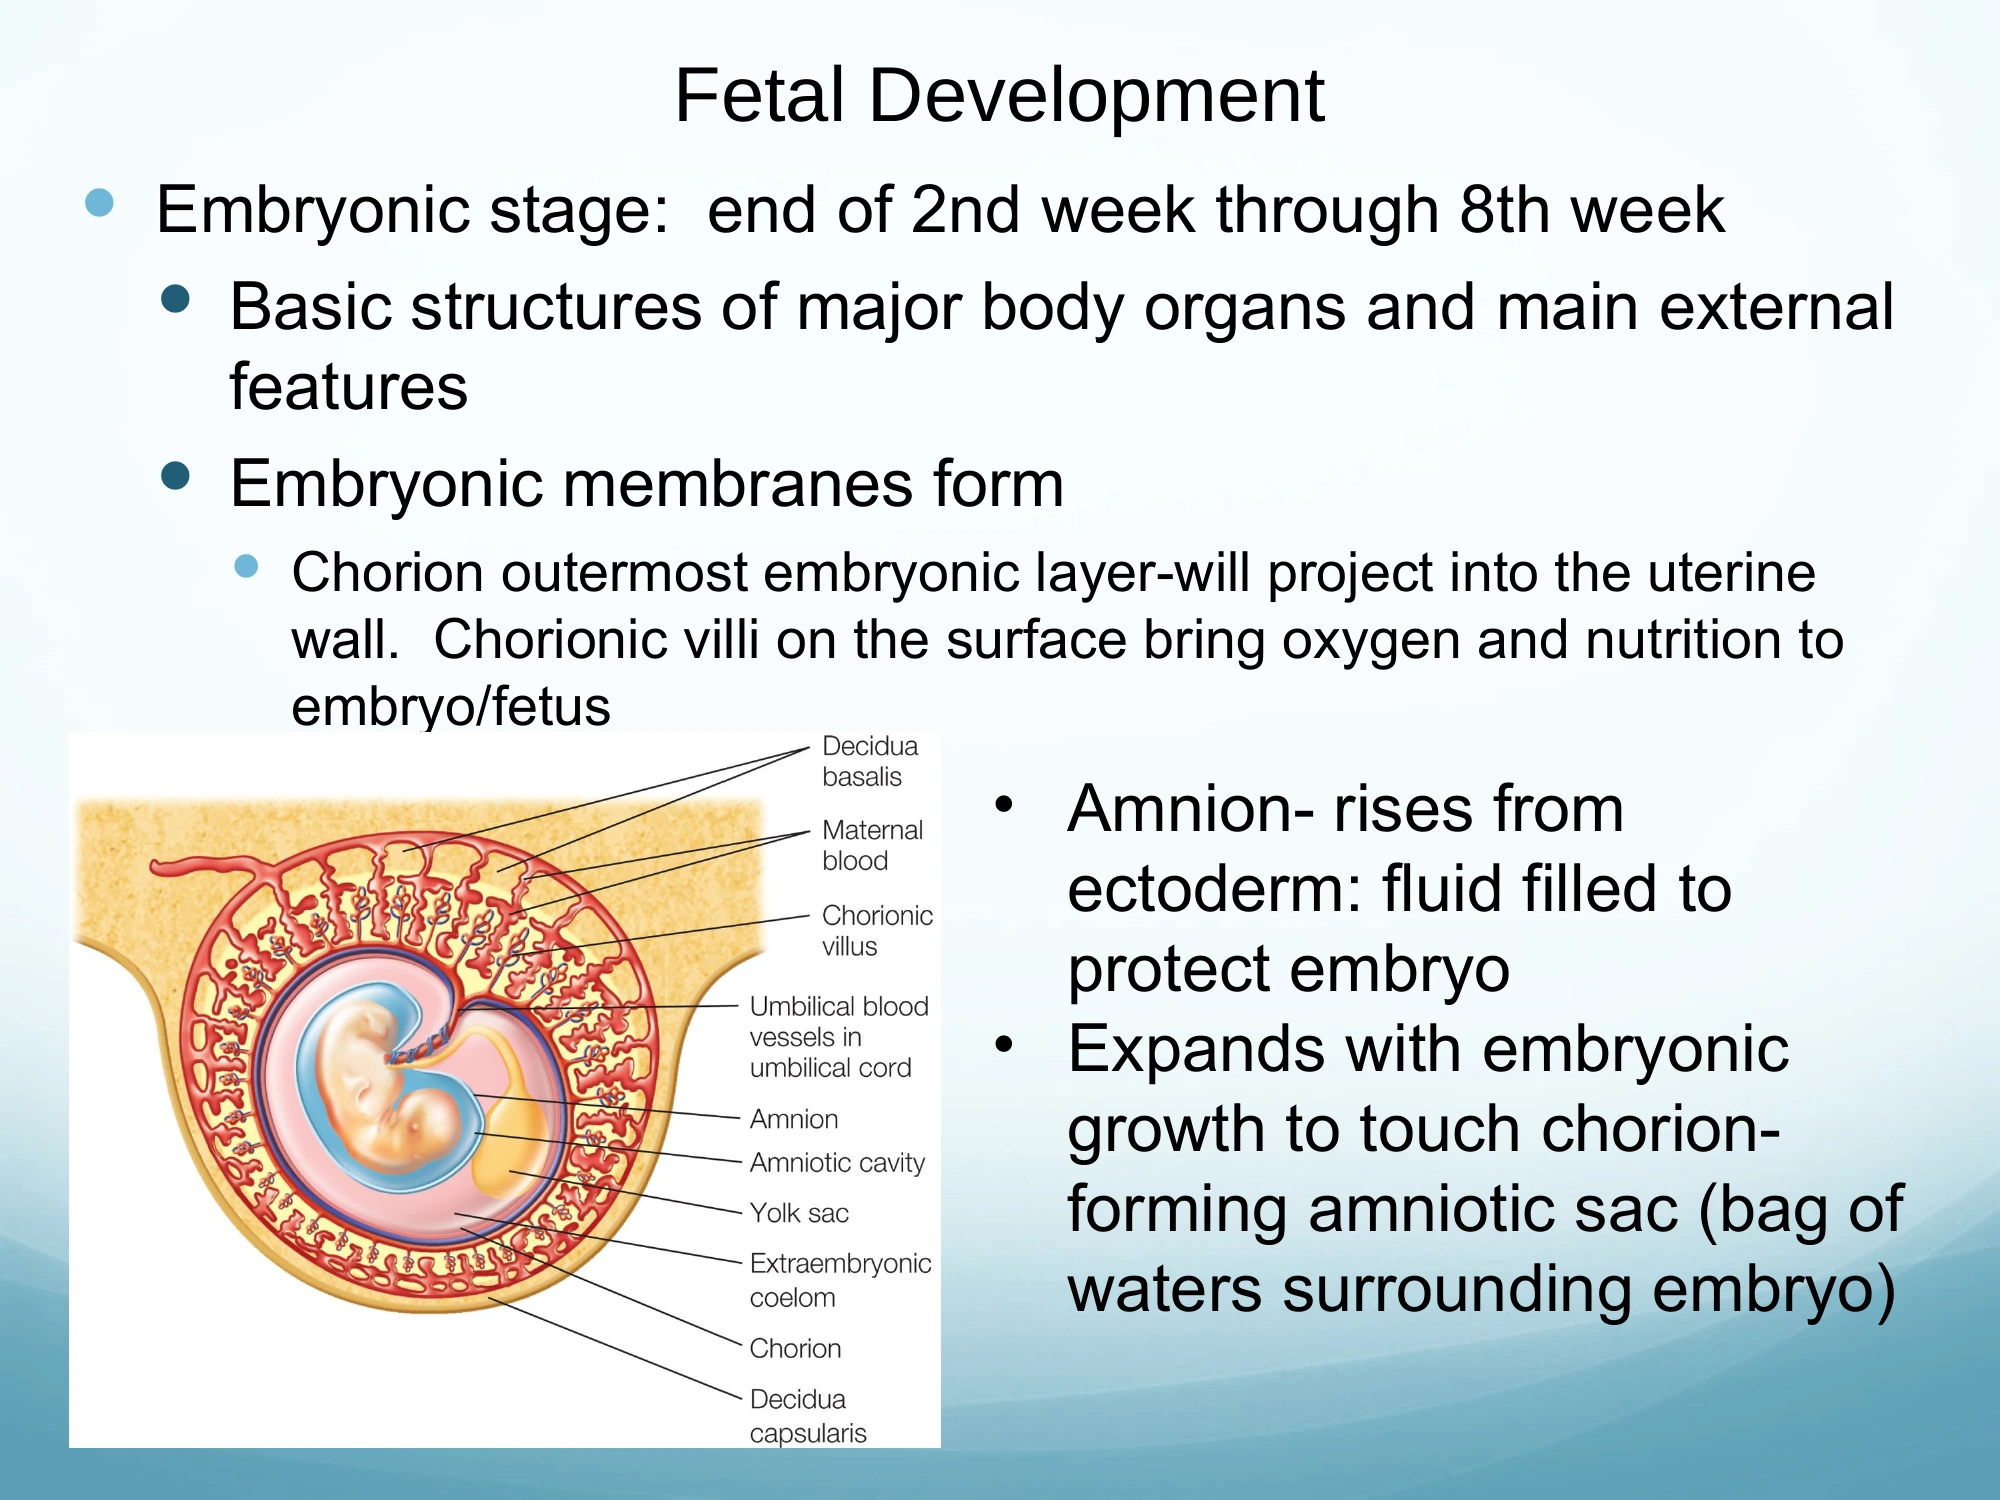 Fetal Development
Embryonic stage:  end of 2nd week through 8th week
Basic structures of major body organs and main external
features
Embryonic membranes form
Chorion outermost embryonic layer-will project into the uterine
wall.  Chorionic villi on the surface bring oxygen and nutrition to
embryo/fetus
Decidua
basalis
Maternal
blood
Chorionic
villus
Umbilical blood
vessels in
umbilical cord
Amnion
Amniotic cavity
Yolk sac
Extraembryonic
coelom
Chorion
Decidua
capsularis
Amnion- rises from
ectoderm: fluid filled to
protect embryo
Expands with embryonic
growth to touch chorion-
forming amniotic sac (bag of
waters surrounding embryo)